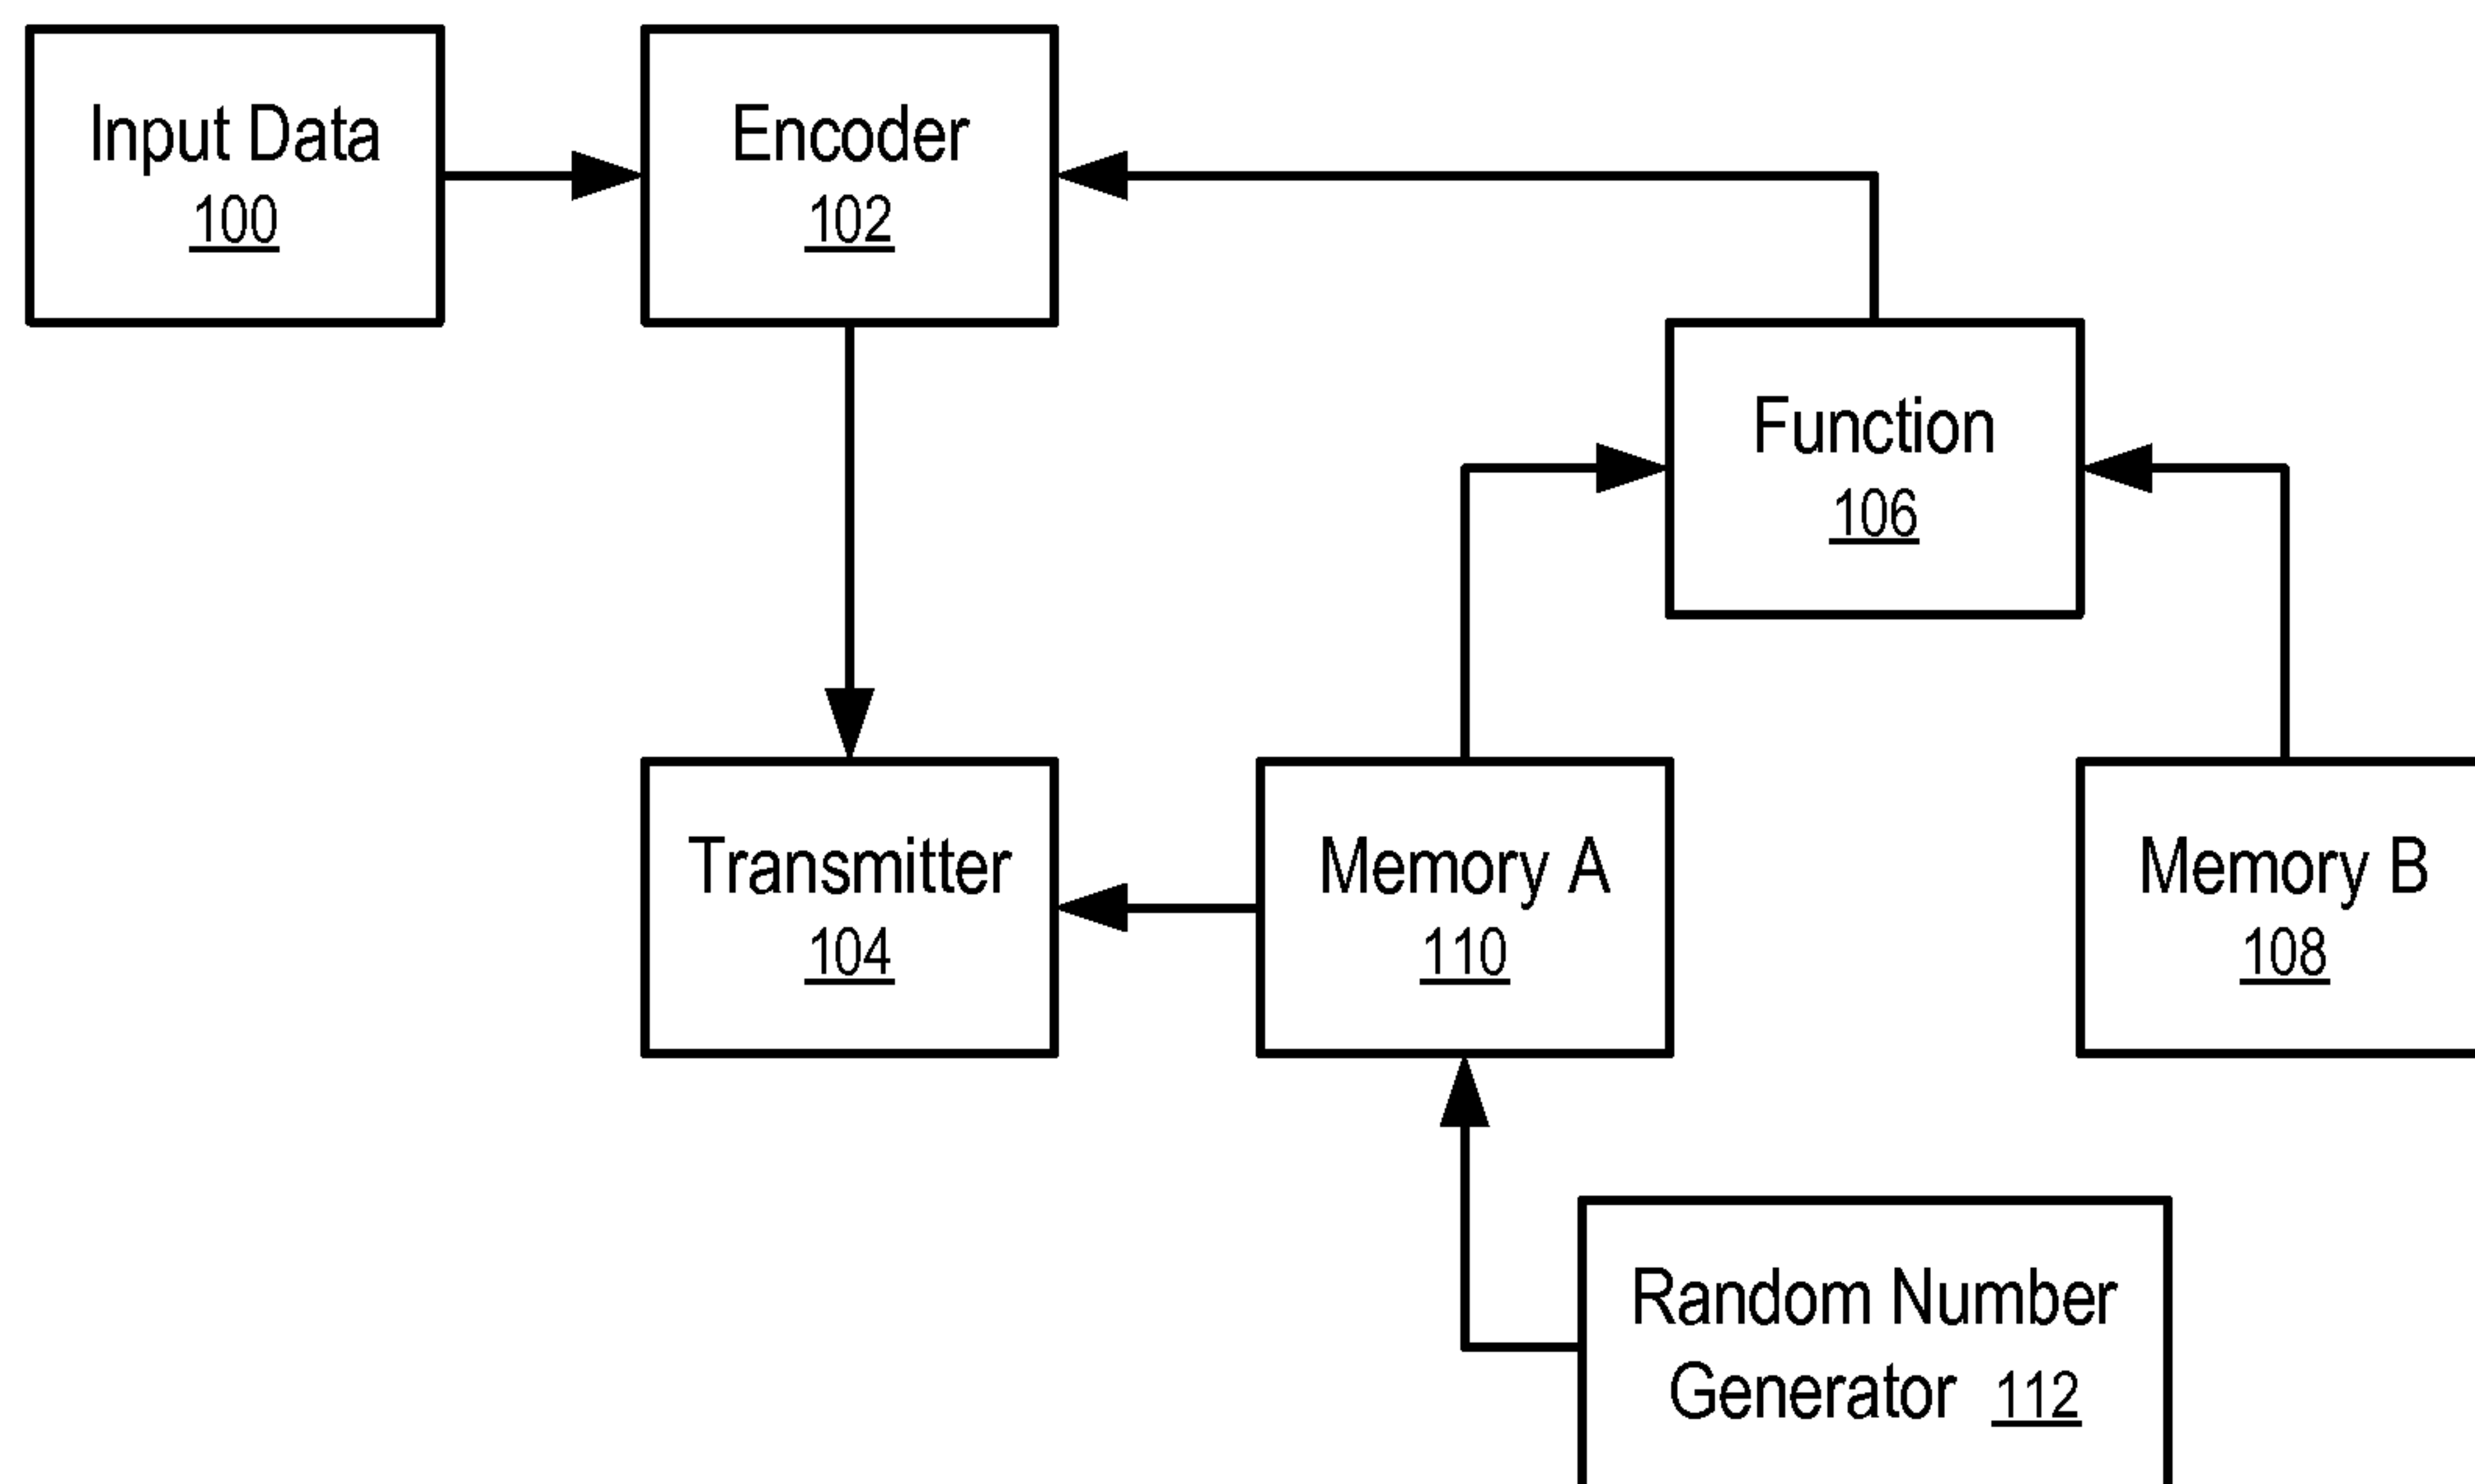 Input Data
100
Encoder
102
Function
106
Transmitter
104
Memory A
110
Memory B
108
Random Number
Generator 112